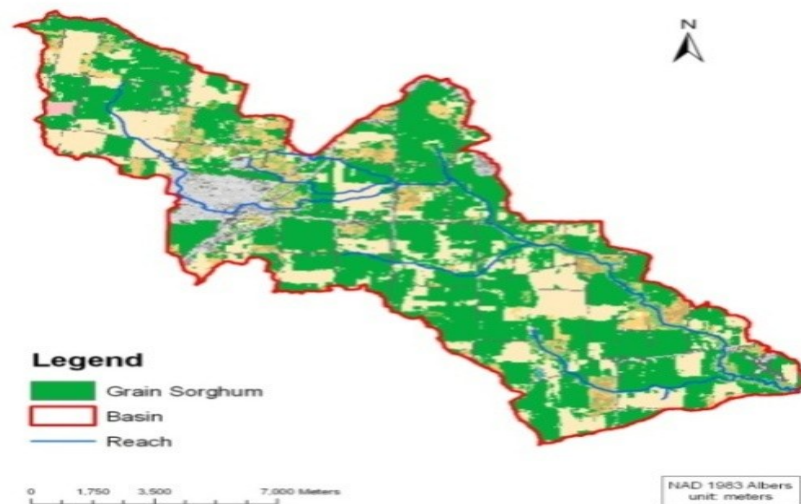 N
Legend
Grain Sorghum
Basin
Reach
0 1,750 3,500 7,000 Meters
NAD 1983 Albers
unit: meters